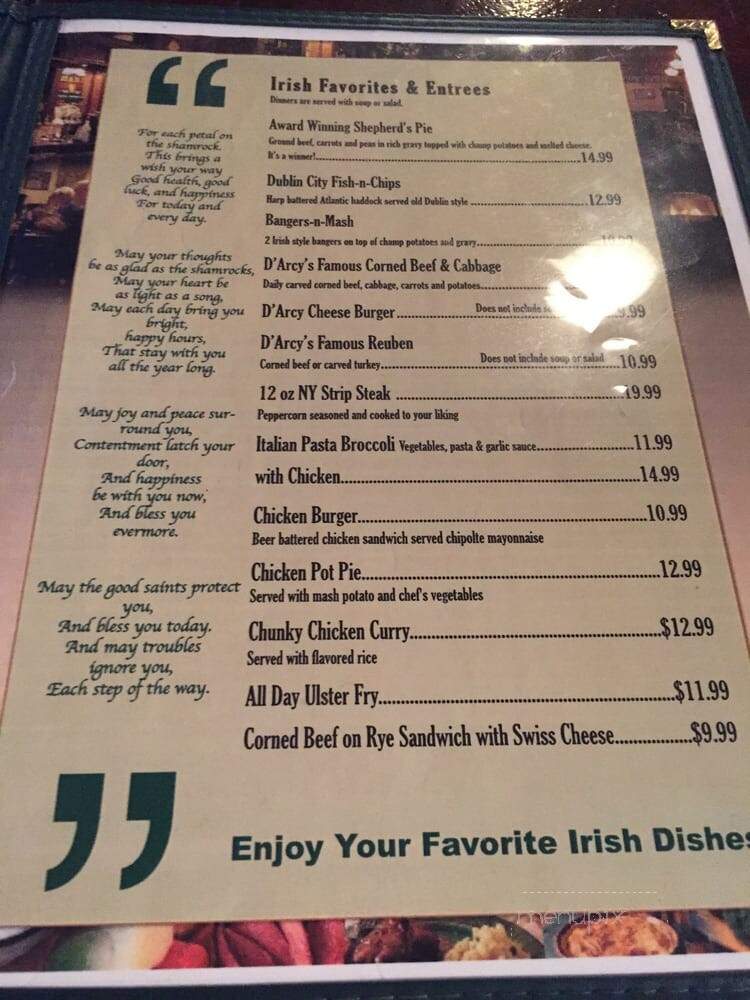 Irish Favorites & Entrees
Dinners are served with soup or salad.
Award Winning Shepherd's Pie
Ground beef, carrots and peas in rich gravy topped with champ potatoes and melted cheese.
It's a winner!..........14.99
Dublin City Fish-n-Chips
Harp battered Atlantic haddock served old Dublin style ..........12.99
Bangers-n-Mash
2 Irish style bangers on top of champ potatoes and gravy..........
D'Arcy's Famous Corned Beef & Cabbage
Daily carved corned beef, cabbage, carrots and potatoes..........
D'Arcy Cheese Burger.......... Does not include 9.99
D'Arcy's Famous Reuben
Corned beef or carved turkey.......... Does not include soup or salad ...10.99
12 oz NY Strip Steak ..........19.99
Peppercorn seasoned and cooked to your liking
Italian Pasta Broccoli Vegetables, pasta & garlic sauce..........11.99
with Chicken..........14.99
Chicken Burger..........10.99
Beer battered chicken sandwich served chipolte mayonnaise
Chicken Pot Pie..........12.99
Served with mash potato and chef's vegetables
Chunky Chicken Curry..........$12.99
Served with flavored rice
All Day Ulster Fry..........$11.99
Corned Beef on Rye Sandwich with Swiss Cheese..........$9.99
“
For each petal on
the shamrock.
This brings a
wish your way
Good health, good
luck, and happiness
For today and
every day.
May your thoughts
be as glad as the shamrocks,
May your heart be
as light as a song,
May each day bring you
bright,
happy hours,
That stay with you
all the year long.
May joy and peace sur-
round you,
Contentment latch your
door,
And happiness
be with you now,
And bless you
evermore.
May the good saints protect
you,
And bless you today.
And may troubles
ignore you,
Each step of the way.
”
Enjoy Your Favorite Irish Dishes
menupix